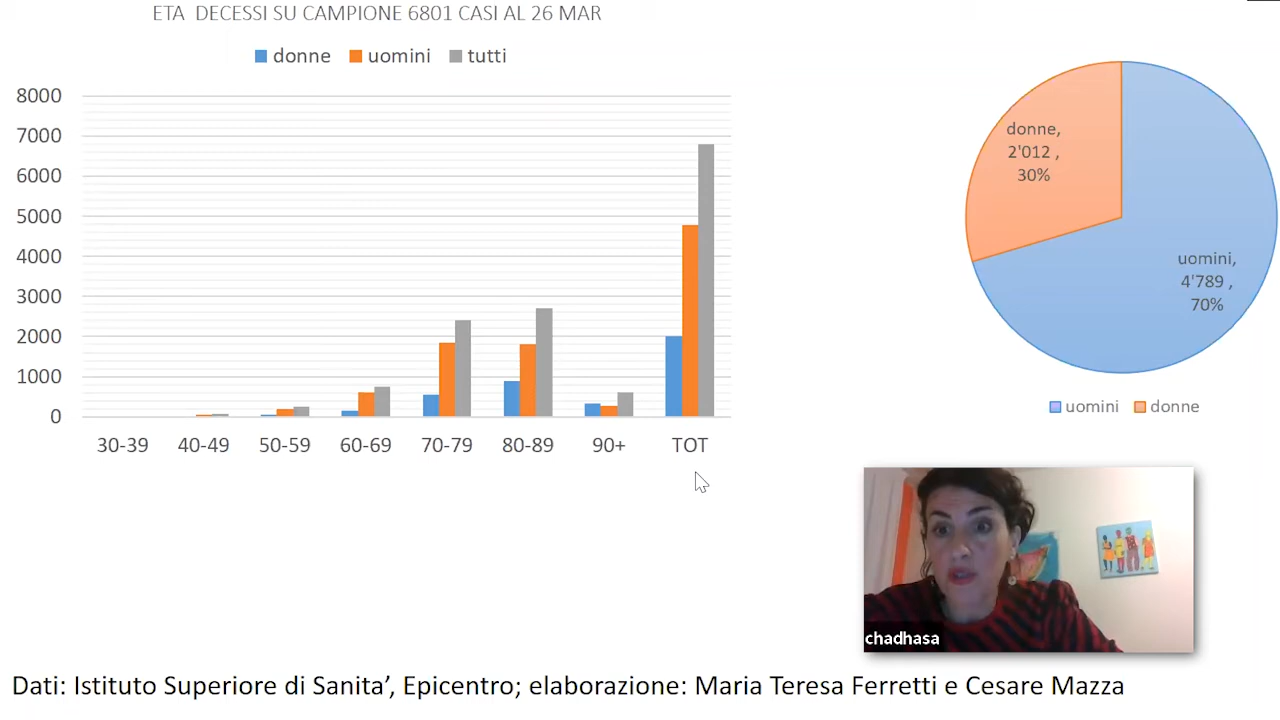 ETA  DECESSI SU CAMPIONE 6801 CASI AL 26 MAR
donne uomini tutti
8000
7000
6000
5000
4000
3000
2000
1000
0
30-39 40-49 50-59 60-69 70-79 80-89 90+ TOT
donne,
2'012 ,
30%
uomini,
4'789 ,
70%
uomini donne
chadhasa
Dati: Istituto Superiore di Sanita’, Epicentro; elaborazione: Maria Teresa Ferretti e Cesare Mazza